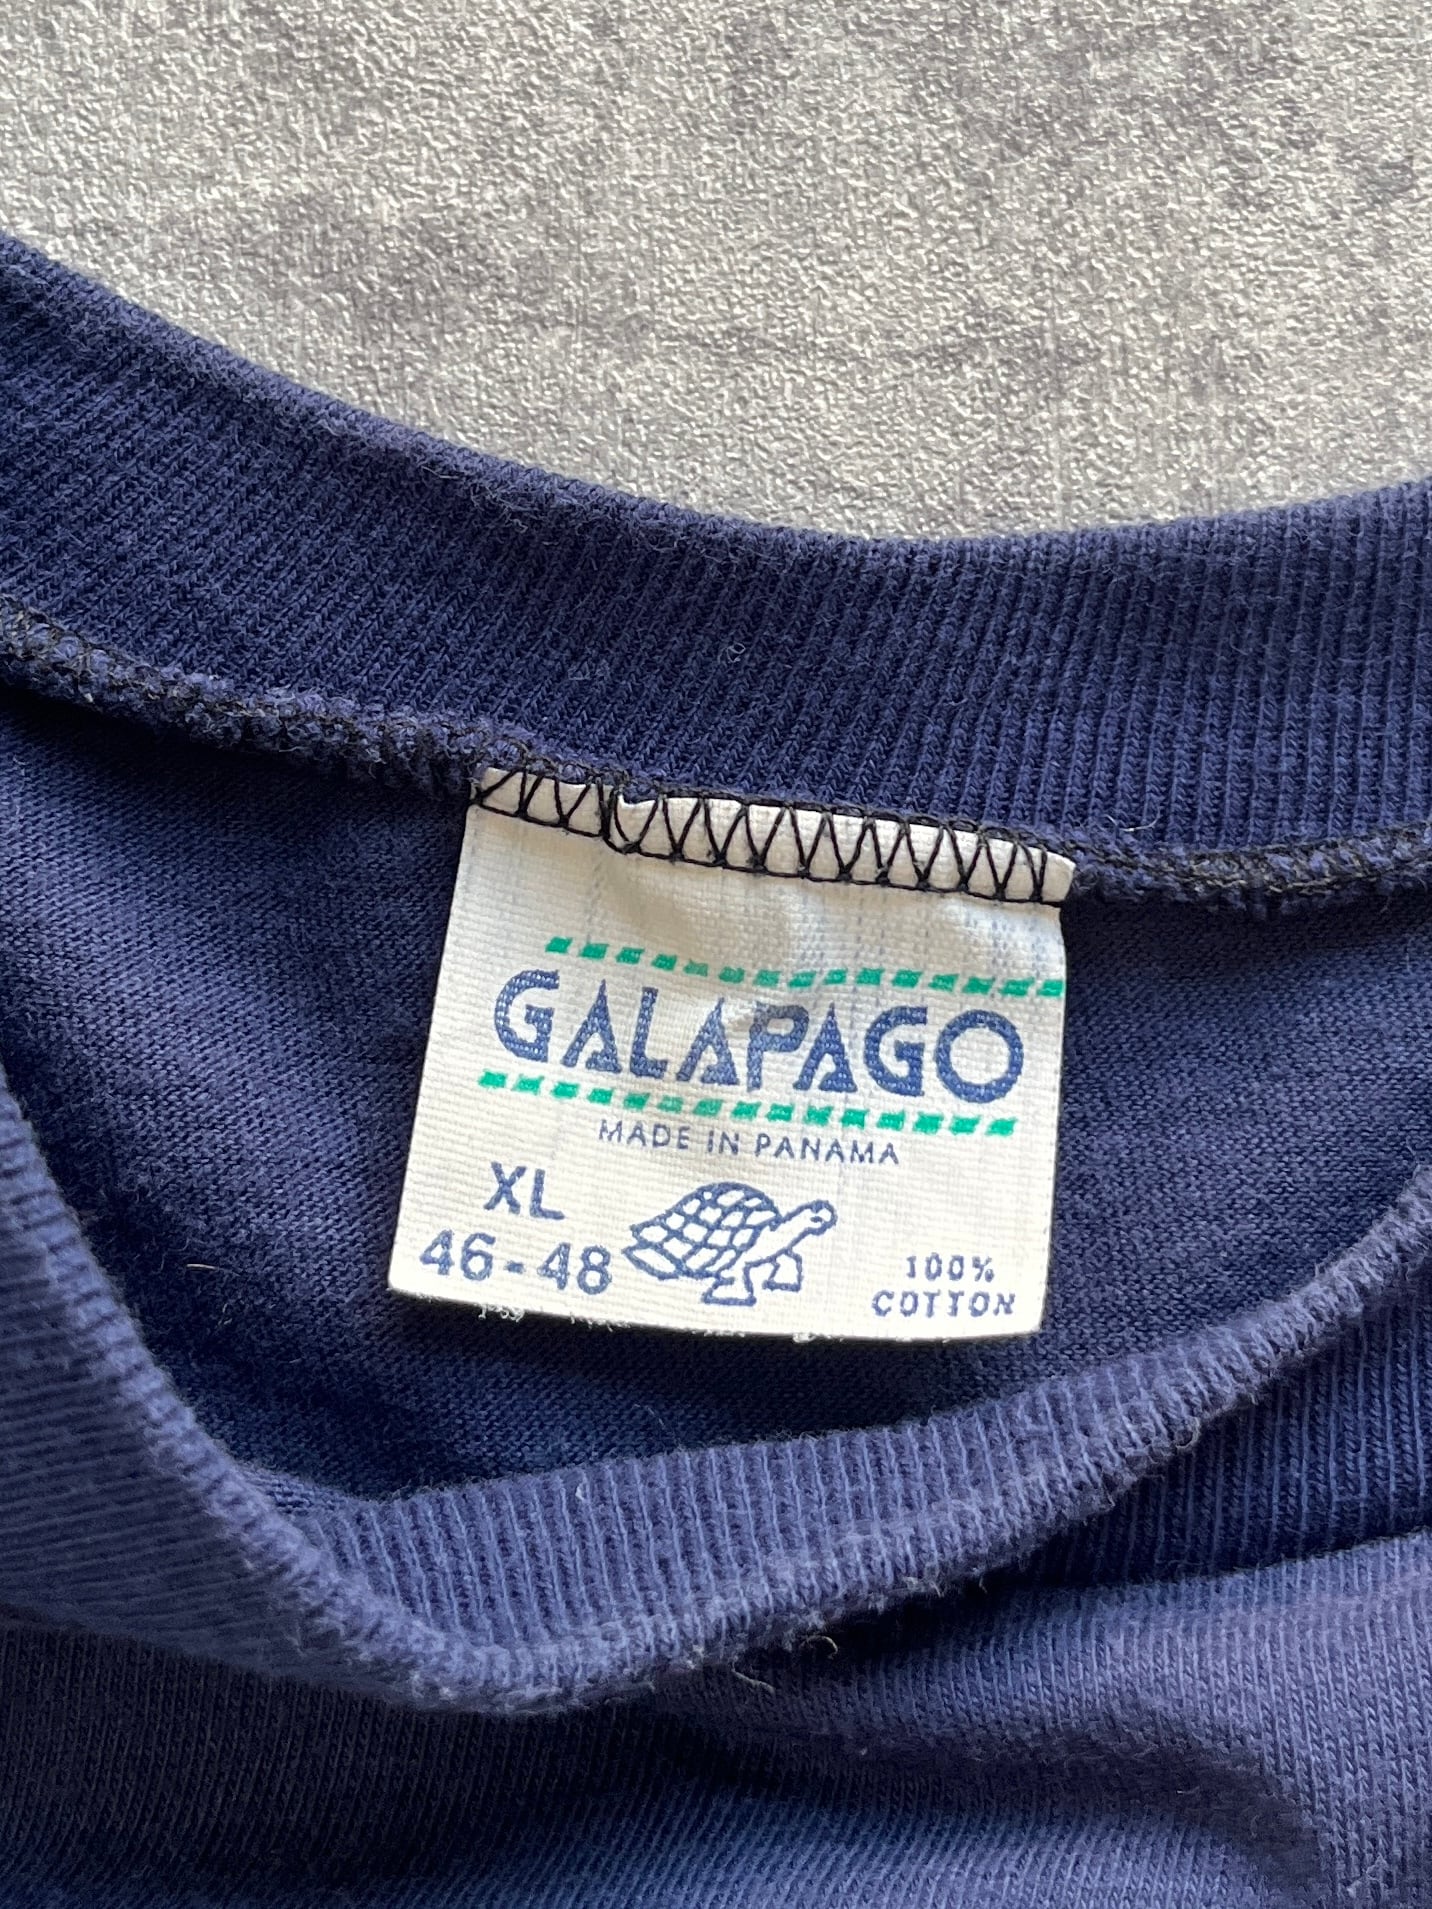 GALAPAGO
MADE IN PANAMA
XL
46-48
100%
COTTON